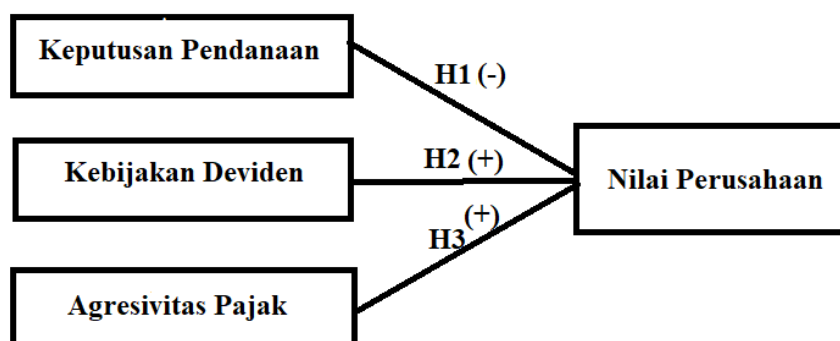 Keputusan Pendanaan
H1 (-)
Kebijakan Deviden
H2 (+)
Nilai Perusahaan
(+)
H3
Agresivitas Pajak